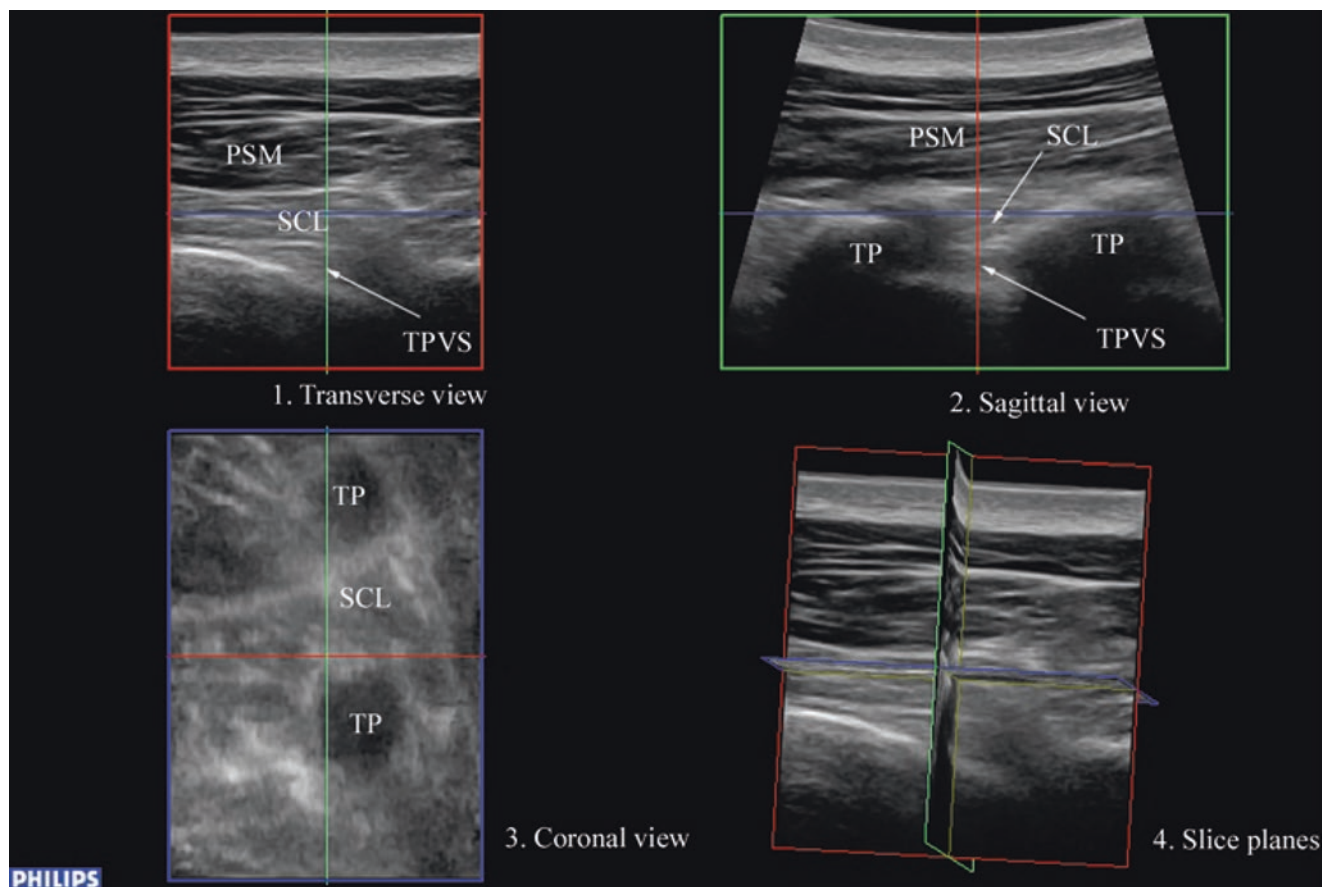 PSM
SCL
TPVS
1. Transverse view
PSM
SCL
TP
TP
TPVS
2. Sagittal view
TP
SCL
TP
3. Coronal view
4. Slice planes
PHILIPS